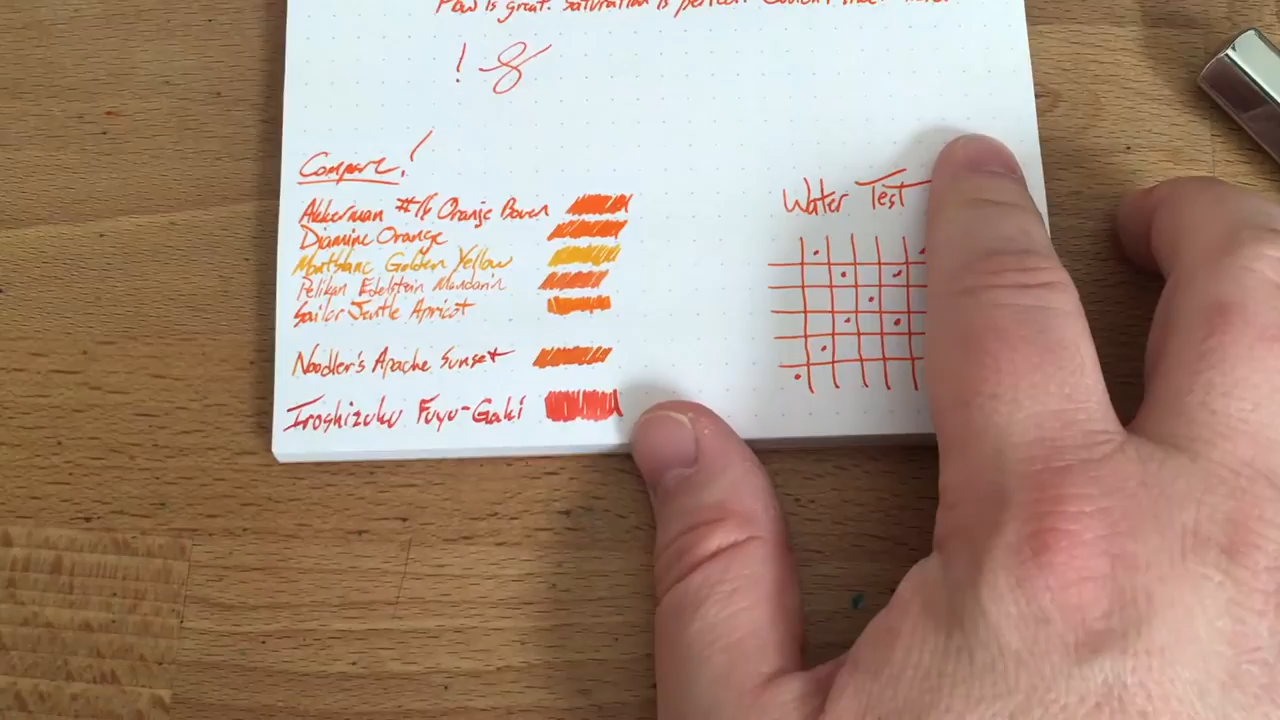 Flow is great. Saturation is perfect. Couldn't
!
Compare!
Akkerman #16 Oranje Boven
Diamine Orange
Montblanc Golden Yellow
Pelikan Edelstein Mandarin
Sailor Jentle Apricot
Noodler's Apache Sunset
Iroshizuku Fuyu-Gaki
Water Test